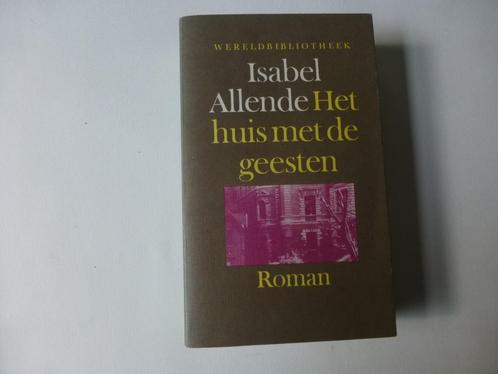 WERELDBIBLIOTHEEK
Isabel
Allende Het
huis met de
geesten
Roman